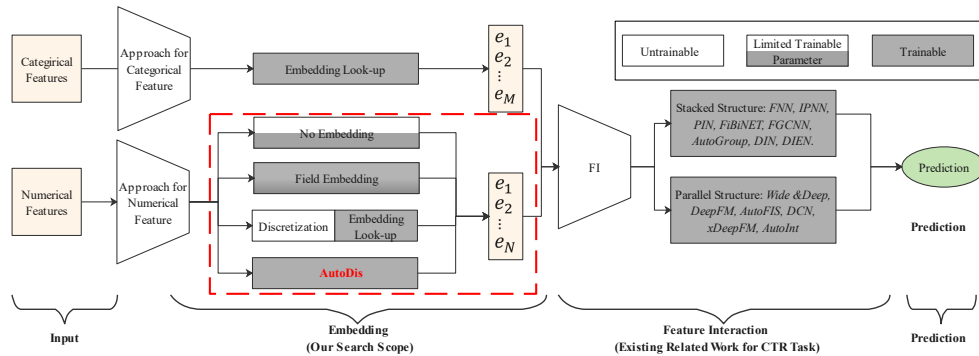 Categirical
Features
Approach for
Categorical
Feature
Embedding Look-up
e1
e2
⋮
eM
Untrainable
Limited Trainable
Parameter
Trainable
Numerical
Features
Approach for
Numerical
Feature
No Embedding
Field Embedding
Discretization
Embedding
Look-up
AutoDis
e1
e2
⋮
eN
FI
Stacked Structure: FNN, IPNN,
PIN, FiBiNET, FGCNN,
AutoGroup, DIN, DIEN.
Parallel Structure: Wide &Deep,
DeepFM, AutoFIS, DCN,
xDeepFM, AutoInt
Prediction
Prediction
Input
Embedding
(Our Search Scope)
Feature Interaction
(Existing Related Work for CTR Task)
Prediction